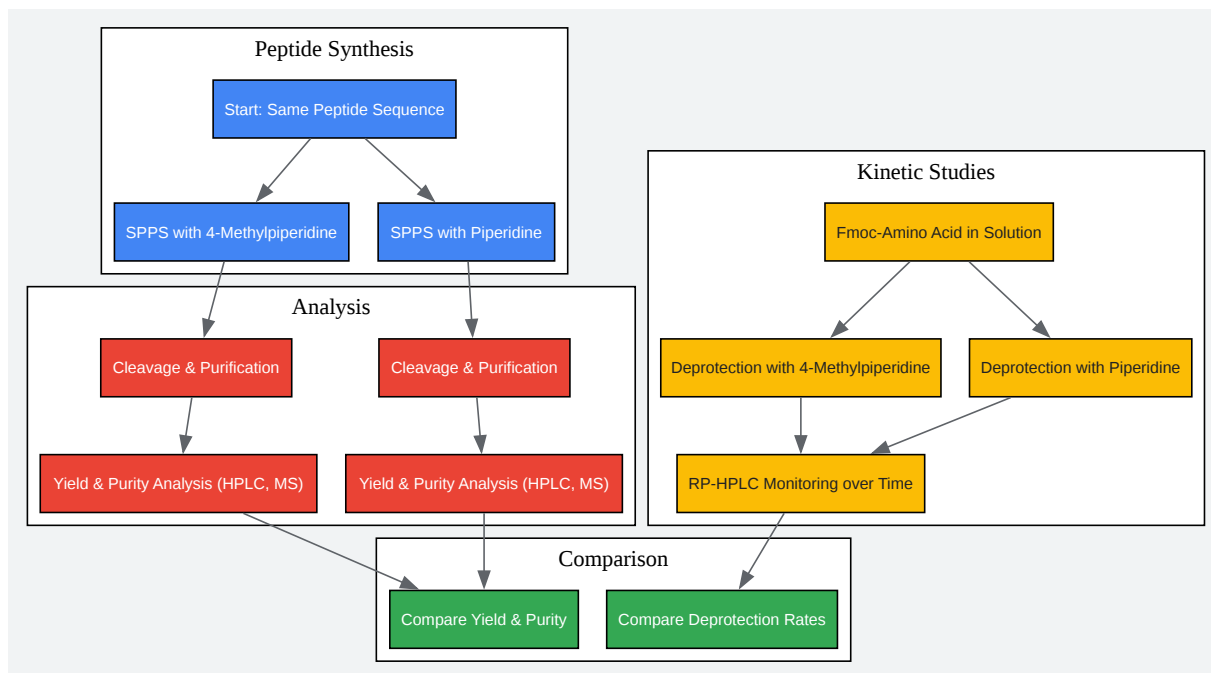 Peptide Synthesis
Start: Same Peptide Sequence
SPPS with 4-Methylpiperidine
SPPS with Piperidine
Analysis
Cleavage & Purification
Cleavage & Purification
Yield & Purity Analysis (HPLC, MS)
Yield & Purity Analysis (HPLC, MS)
Kinetic Studies
Fmoc-Amino Acid in Solution
Deprotection with 4-Methylpiperidine
Deprotection with Piperidine
RP-HPLC Monitoring over Time
Comparison
Compare Yield & Purity
Compare Deprotection Rates